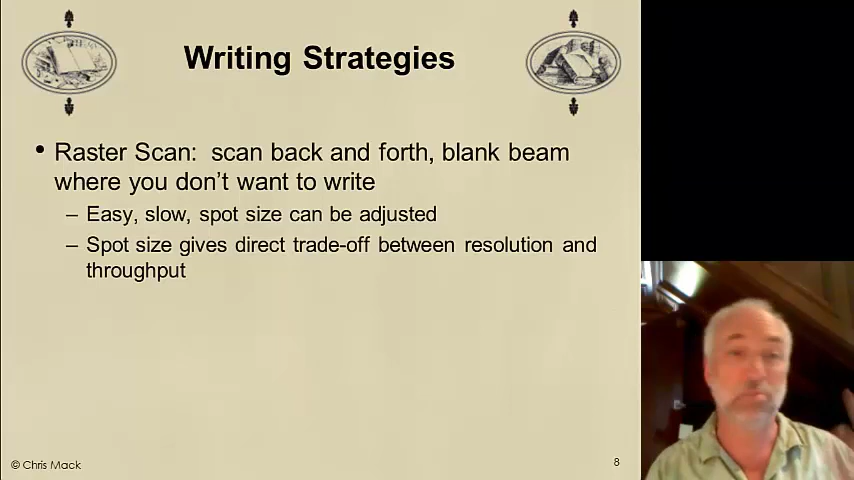 Writing Strategies
• Raster Scan: scan back and forth, blank beam
where you don't want to write
– Easy, slow, spot size can be adjusted
– Spot size gives direct trade-off between resolution and
throughput
© Chris Mack
8